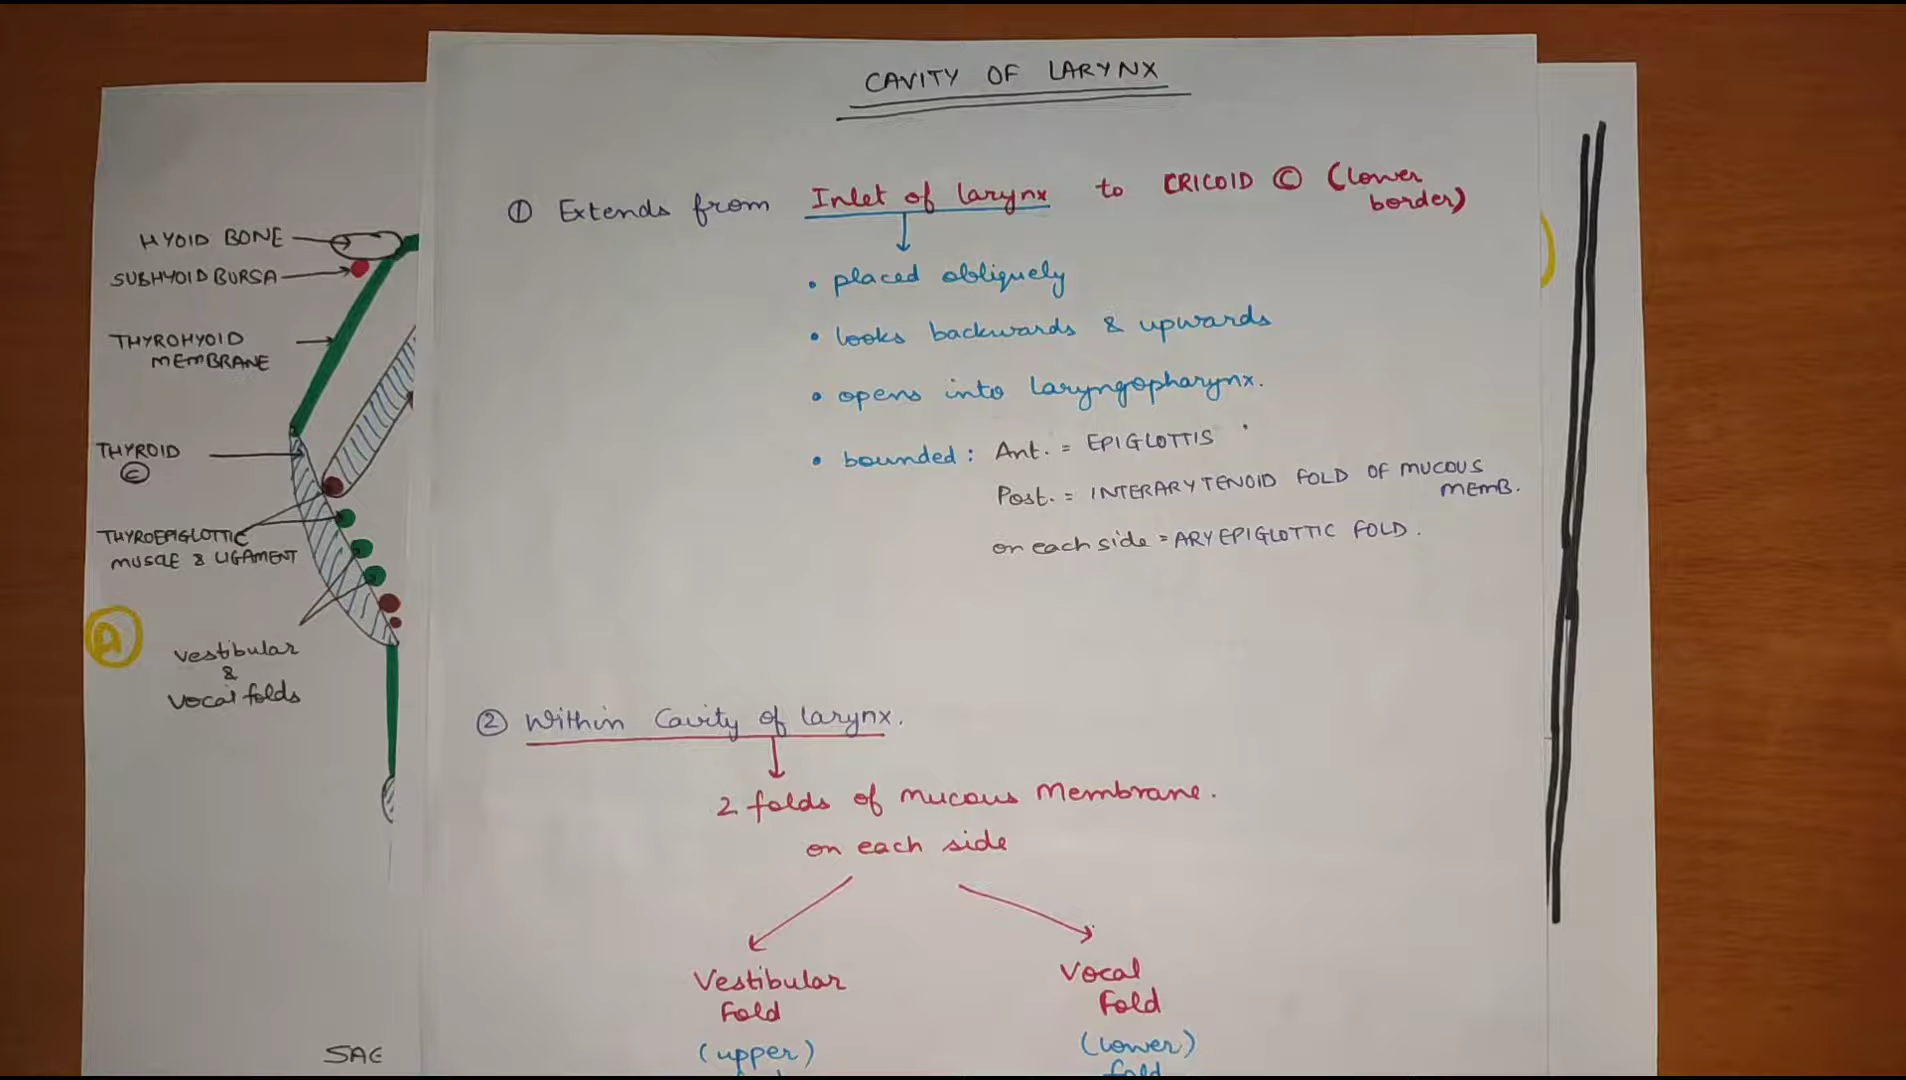 CAVITY OF LARYNX
① Extends from Inlet of larynx to CRICOID © (lower border)
• placed obliquely
• looks backwards & upwards
• opens into laryngopharynx.
• bounded: Ant. = EPIGLOTTIS
Post. = INTERARYTENOID FOLD OF MUCOUS MEMB.
on each side = ARYEPIGLOTTIC FOLD.
② Within Cavity of larynx.
2 folds of Mucous Membrane.
on each side
Vestibular
Fold
(upper)
Vocal
Fold
(lower)
fold
HYOID BONE
SUBHYOID BURSA
THYROHYOID
MEMBRANE
THYROID
©
THYROEPIGLOTTIC
MUSCLE & LIGAMENT
A
Vestibular
&
Vocal folds